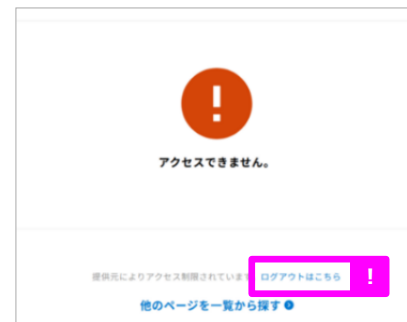 !
アクセスできません。
提供元によりアクセス制限されています ログアウトはこちら !
他のページを一覧から探す